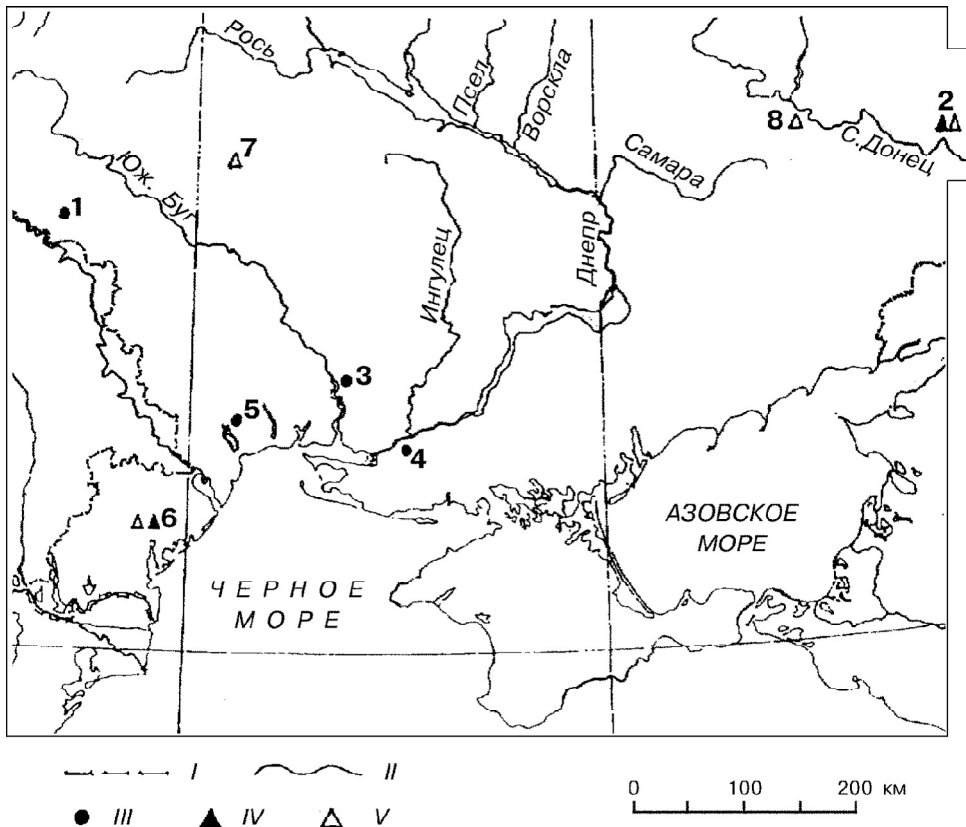 Рось
Псел
Ворскла
2
8
С. Донец
7
Самара
Юж. Буг
1
Днепр
Ингулец
3
5
4
6
АЗОВСКОЕ
МОРЕ
ЧЕРНОЕ
МОРЕ
I
II
III
IV
V
0 100 200 км